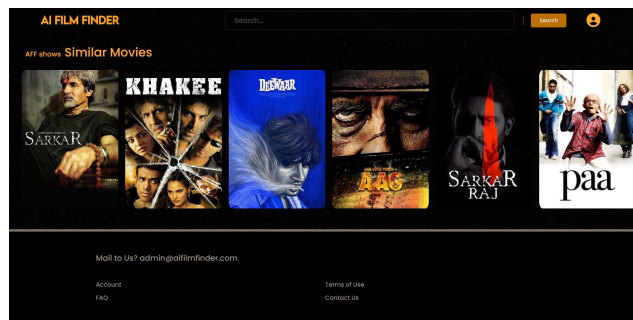 AI FILM FINDER
Search...
Search
AFF shows Similar Movies
SARKAR
KHAKEE
DEEWAAR
AAG
SARKAR
RAJ
paa
Mail to Us? admin@aifilmfinder.com
Account
Terms of Use
FAQ
Contact Us